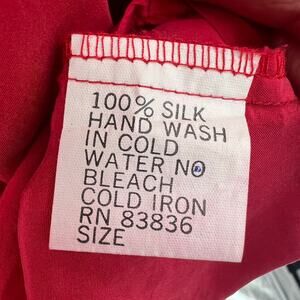 100% SILK
HAND WASH
IN COLD
WATER NO
BLEACH
COLD IRON
RN 83836
SIZE